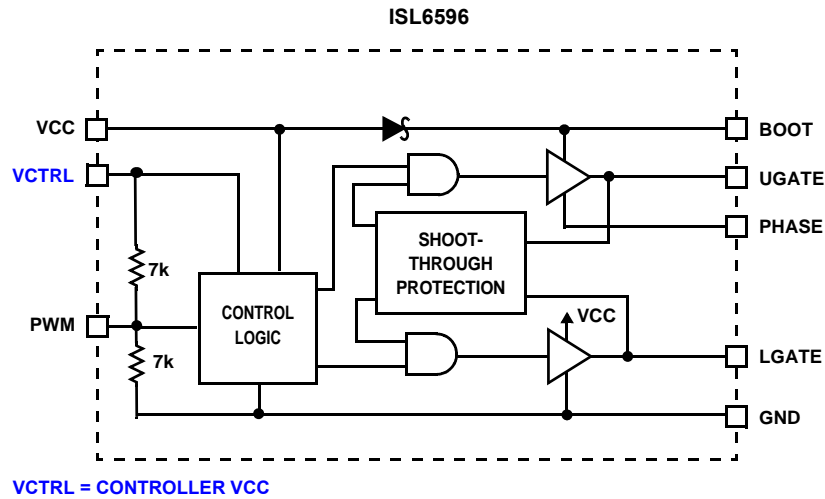 ISL6596
VCC
BOOT
VCTRL
UGATE
PHASE
SHOOT-
THROUGH
PROTECTION
7k
CONTROL
LOGIC
PWM
VCC
7k
LGATE
GND
VCTRL = CONTROLLER VCC